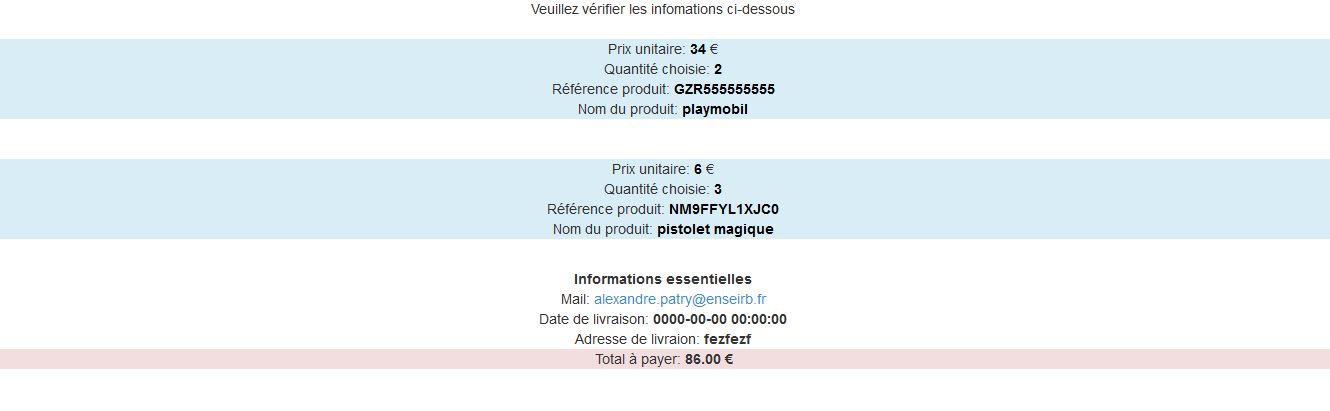 Veuillez vérifier les infomations ci-dessous
Prix unitaire: 34 €
Quantité choisie: 2
Référence produit: GZR555555555
Nom du produit: playmobil
Prix unitaire: 6 €
Quantité choisie: 3
Référence produit: NM9FFYL1XJC0
Nom du produit: pistolet magique
Informations essentielles
Mail: alexandre.patry@enseirb.fr
Date de livraison: 0000-00-00 00:00:00
Adresse de livraion: fezfezf
Total à payer: 86.00 €